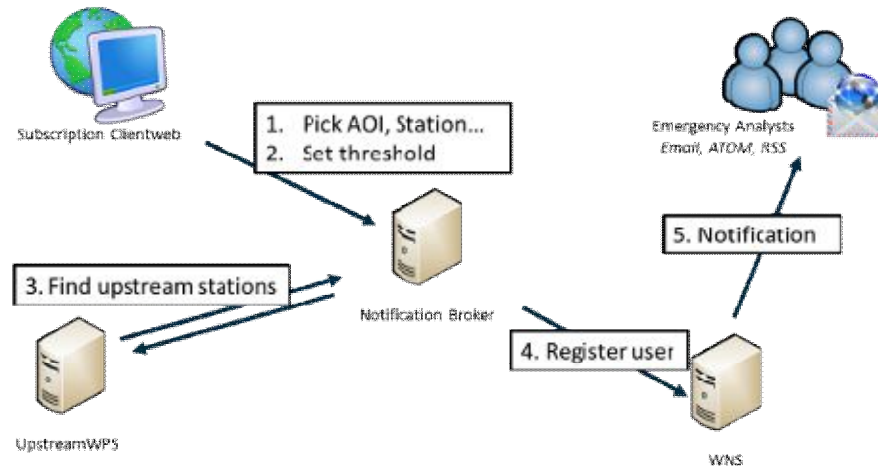 Subscription Clientweb
1. Pick AOI, Station...
2. Set threshold
Emergency Analysts
Email, ATOM, RSS
5. Notification
3. Find upstream stations
Notification Broker
4. Register user
UpstreamWPS
WNS